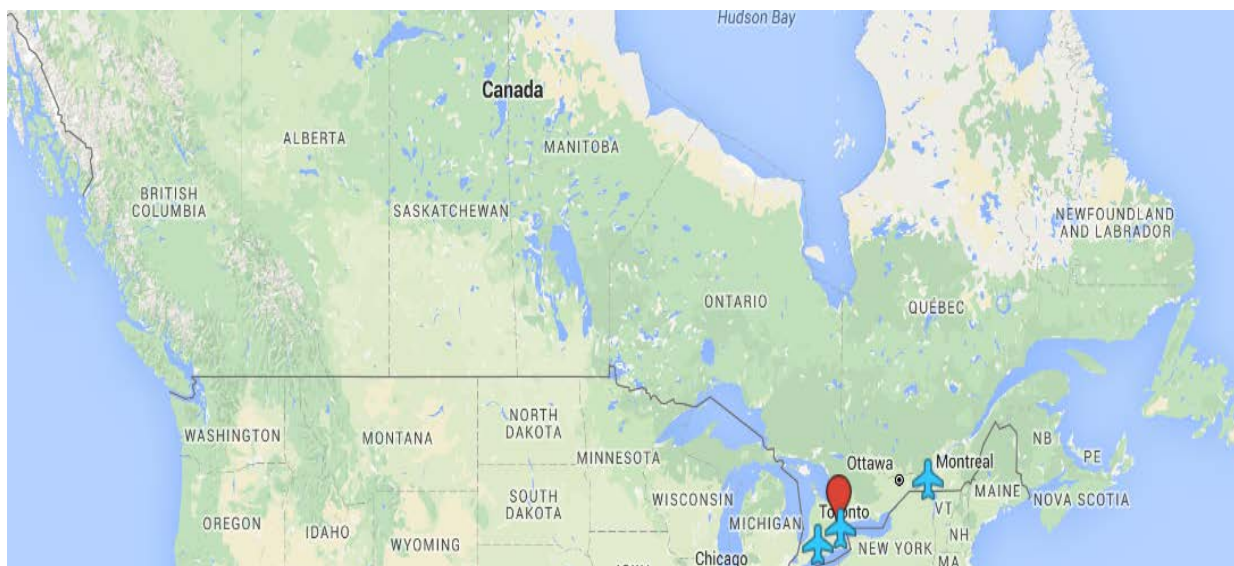 Hudson Bay
Canada
ALBERTA
MANITOBA
BRITISH
COLUMBIA
SASKATCHEWAN
NEWFOUNDLAND
AND LABRADOR
ONTARIO
QUÉBEC
NORTH
DAKOTA
WASHINGTON
MONTANA
MINNESOTA
NB
PE
Ottawa
Montreal
MAINE
NOVA SCOTIA
SOUTH
DAKOTA
WISCONSIN
MICHIGAN
Toronto
VT
OREGON
IDAHO
WYOMING
Chicago
NEW YORK
NH
MA